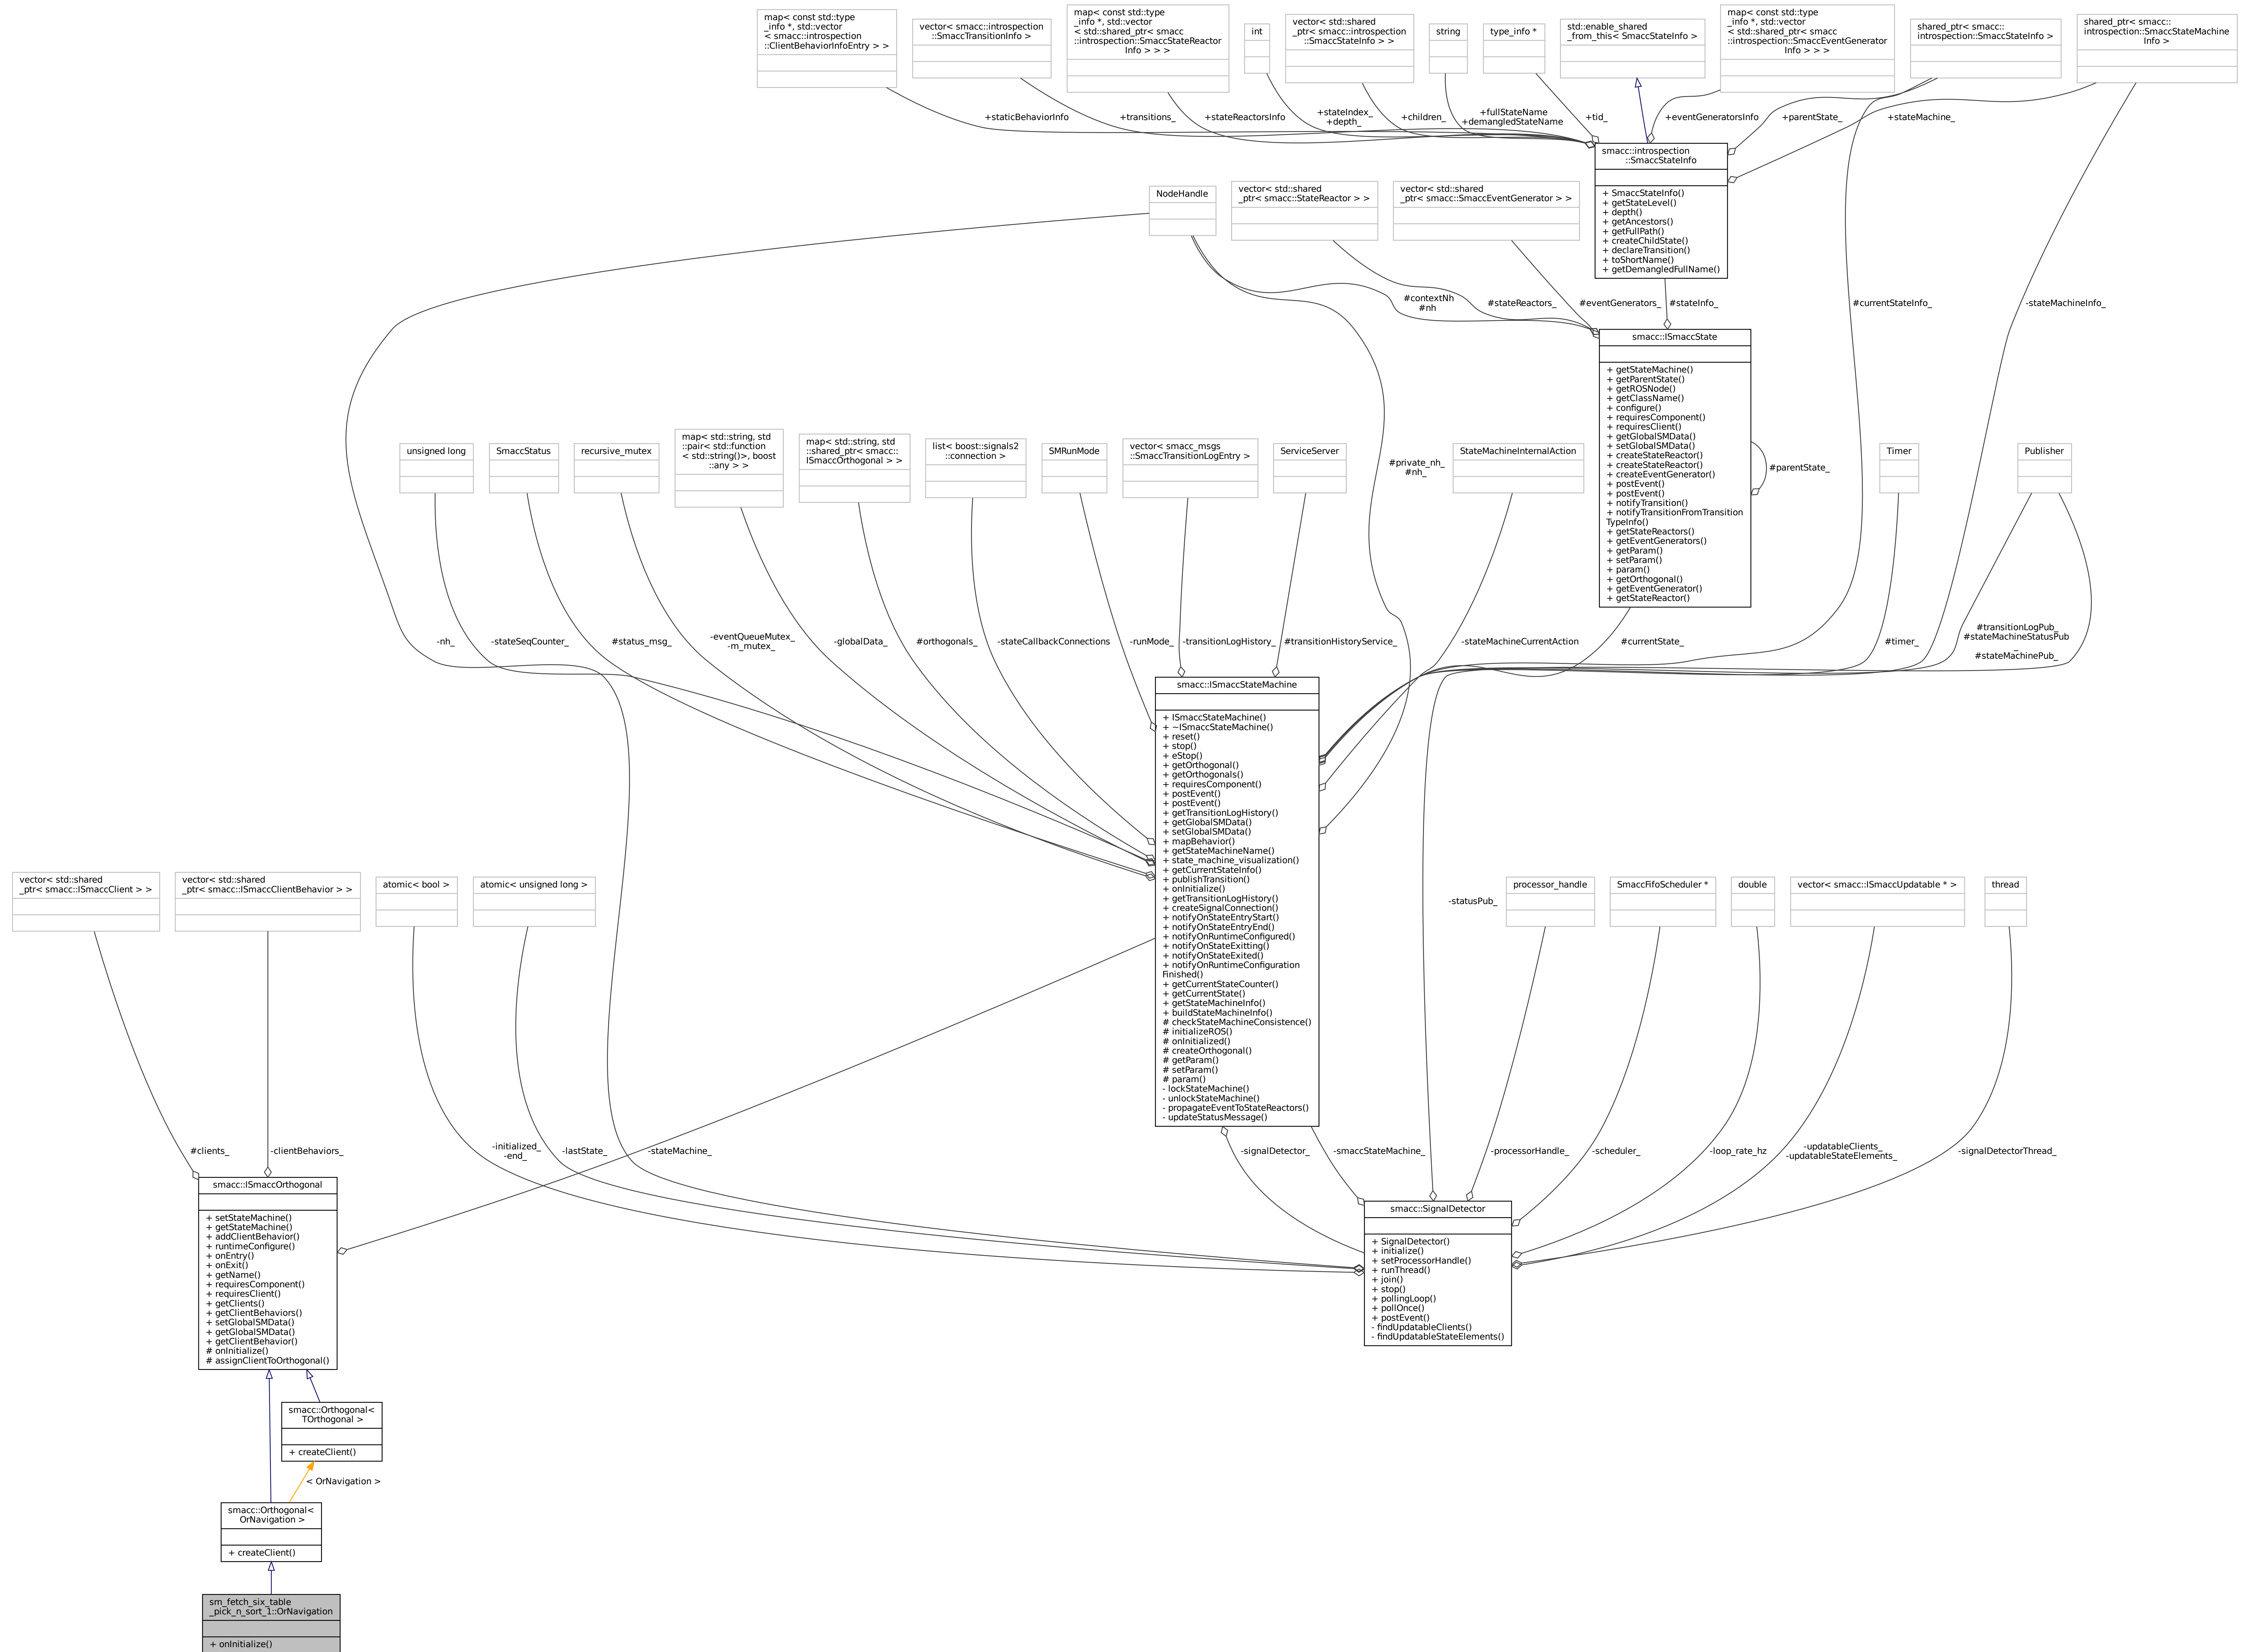 map< const std::type
_info *, std::vector
< smacc::introspection
::ClientBehaviorInfoEntry > >
vector< smacc::introspection
::SmaccTransitionInfo >
map< const std::type
_info *, std::vector
< std::shared_ptr< smacc
::introspection::SmaccStateReactor
Info > > >
int
vector< std::shared
_ptr< smacc::introspection
::SmaccStateInfo > >
string
type_info *
std::enable_shared
_from_this< SmaccStateInfo >
map< const std::type
_info *, std::vector
< std::shared_ptr< smacc
::introspection::SmaccEventGenerator
Info > > >
shared_ptr< smacc::
introspection::SmaccStateInfo >
shared_ptr< smacc::
introspection::SmaccStateMachine
Info >
+staticBehaviorInfo
+transitions_
+stateReactorsInfo
+stateIndex_
+depth_
+children_
+fullStateName
+demangledStateName
+tid_
+eventGeneratorsInfo
+parentState_
+stateMachine_
smacc::introspection
::SmaccStateInfo
+ SmaccStateInfo()
+ getStateLevel()
+ depth()
+ getAncestors()
+ getFullPath()
+ createChildState()
+ declareTransition()
+ toShortName()
+ getDemangledFullName()
NodeHandle
vector< std::shared
_ptr< smacc::StateReactor > >
vector< std::shared
_ptr< smacc::SmaccEventGenerator > >
#contextNh
#nh
#stateReactors_
#eventGenerators_
#stateInfo_
#currentStateInfo_
-stateMachineInfo_
smacc::ISmaccState
+ getStateMachine()
+ getParentState()
+ getROSNode()
+ getClassName()
+ configure()
+ requiresComponent()
+ requiresClient()
+ getGlobalSMData()
+ setGlobalSMData()
+ createStateReactor()
+ createStateReactor()
+ createEventGenerator()
+ postEvent()
+ postEvent()
+ notifyTransition()
+ notifyTransitionFromTransition
TypeInfo()
+ getStateReactors()
+ getEventGenerators()
+ getParam()
+ setParam()
+ param()
+ getOrthogonal()
+ getEventGenerator()
+ getStateReactor()
#parentState_
unsigned long
SmaccStatus
recursive_mutex
map< std::string, std
::pair< std::function
< std::string()>, boost
::any > >
map< std::string, std
::shared_ptr< smacc::
ISmaccOrthogonal > >
list< boost::signals2
::connection >
SMRunMode
vector< smacc_msgs
::SmaccTransitionLogEntry >
ServiceServer
#private_nh_
#nh_
StateMachineInternalAction
Timer
Publisher
-nh_
-stateSeqCounter_
#status_msg_
-eventQueueMutex_
-m_mutex_
-globalData_
#orthogonals_
-stateCallbackConnections
-runMode_
-transitionLogHistory_
#transitionHistoryService_
-stateMachineCurrentAction
#currentState_
#timer_
#transitionLogPub_
#stateMachineStatusPub
_
#stateMachinePub_
smacc::ISmaccStateMachine
+ ISmaccStateMachine()
+ ~ISmaccStateMachine()
+ reset()
+ stop()
+ eStop()
+ getOrthogonal()
+ getOrthogonals()
+ requiresComponent()
+ postEvent()
+ postEvent()
+ getTransitionLogHistory()
+ getGlobalSMData()
+ setGlobalSMData()
+ mapBehavior()
+ getStateMachineName()
+ state_machine_visualization()
+ getCurrentStateInfo()
+ publishTransition()
+ onInitialize()
+ getTransitionLogHistory()
+ createSignalConnection()
+ notifyOnStateEntryStart()
+ notifyOnStateEntryEnd()
+ notifyOnRuntimeConfigured()
+ notifyOnStateExitting()
+ notifyOnStateExited()
+ notifyOnRuntimeConfiguration
Finished()
+ getCurrentStateCounter()
+ getCurrentState()
+ getStateMachineInfo()
+ buildStateMachineInfo()
# checkStateMachineConsistence()
# initializeROS()
# onInitialized()
# createOrthogonal()
# getParam()
# setParam()
# param()
- lockStateMachine()
- unlockStateMachine()
- propagateEventToStateReactors()
- updateStatusMessage()
vector< std::shared
_ptr< smacc::ISmaccClient > >
vector< std::shared
_ptr< smacc::ISmaccClientBehavior > >
atomic< bool >
atomic< unsigned long >
-statusPub_
processor_handle
SmaccFifoScheduler *
double
vector< smacc::ISmaccUpdatable * >
thread
#clients_
-clientBehaviors_
-initialized_
-end_
-lastState_
-stateMachine_
-signalDetector_
-smaccStateMachine_
-processorHandle_
-scheduler_
-loop_rate_hz
-updatableClients_
-updatableStateElements_
-signalDetectorThread_
smacc::ISmaccOrthogonal
+ setStateMachine()
+ getStateMachine()
+ addClientBehavior()
+ runtimeConfigure()
+ onEntry()
+ onExit()
+ getName()
+ requiresComponent()
+ requiresClient()
+ getClients()
+ getClientBehaviors()
+ setGlobalSMData()
+ getGlobalSMData()
+ getClientBehavior()
# onInitialize()
# assignClientToOrthogonal()
smacc::SignalDetector
+ SignalDetector()
+ initialize()
+ setProcessorHandle()
+ runThread()
+ join()
+ stop()
+ pollingLoop()
+ pollOnce()
+ postEvent()
- findUpdatableClients()
- findUpdatableStateElements()
smacc::Orthogonal<
TOrthogonal >
+ createClient()
< OrNavigation >
smacc::Orthogonal<
OrNavigation >
+ createClient()
sm_fetch_six_table
_pick_n_sort_1::OrNavigation
+ onInitialize()